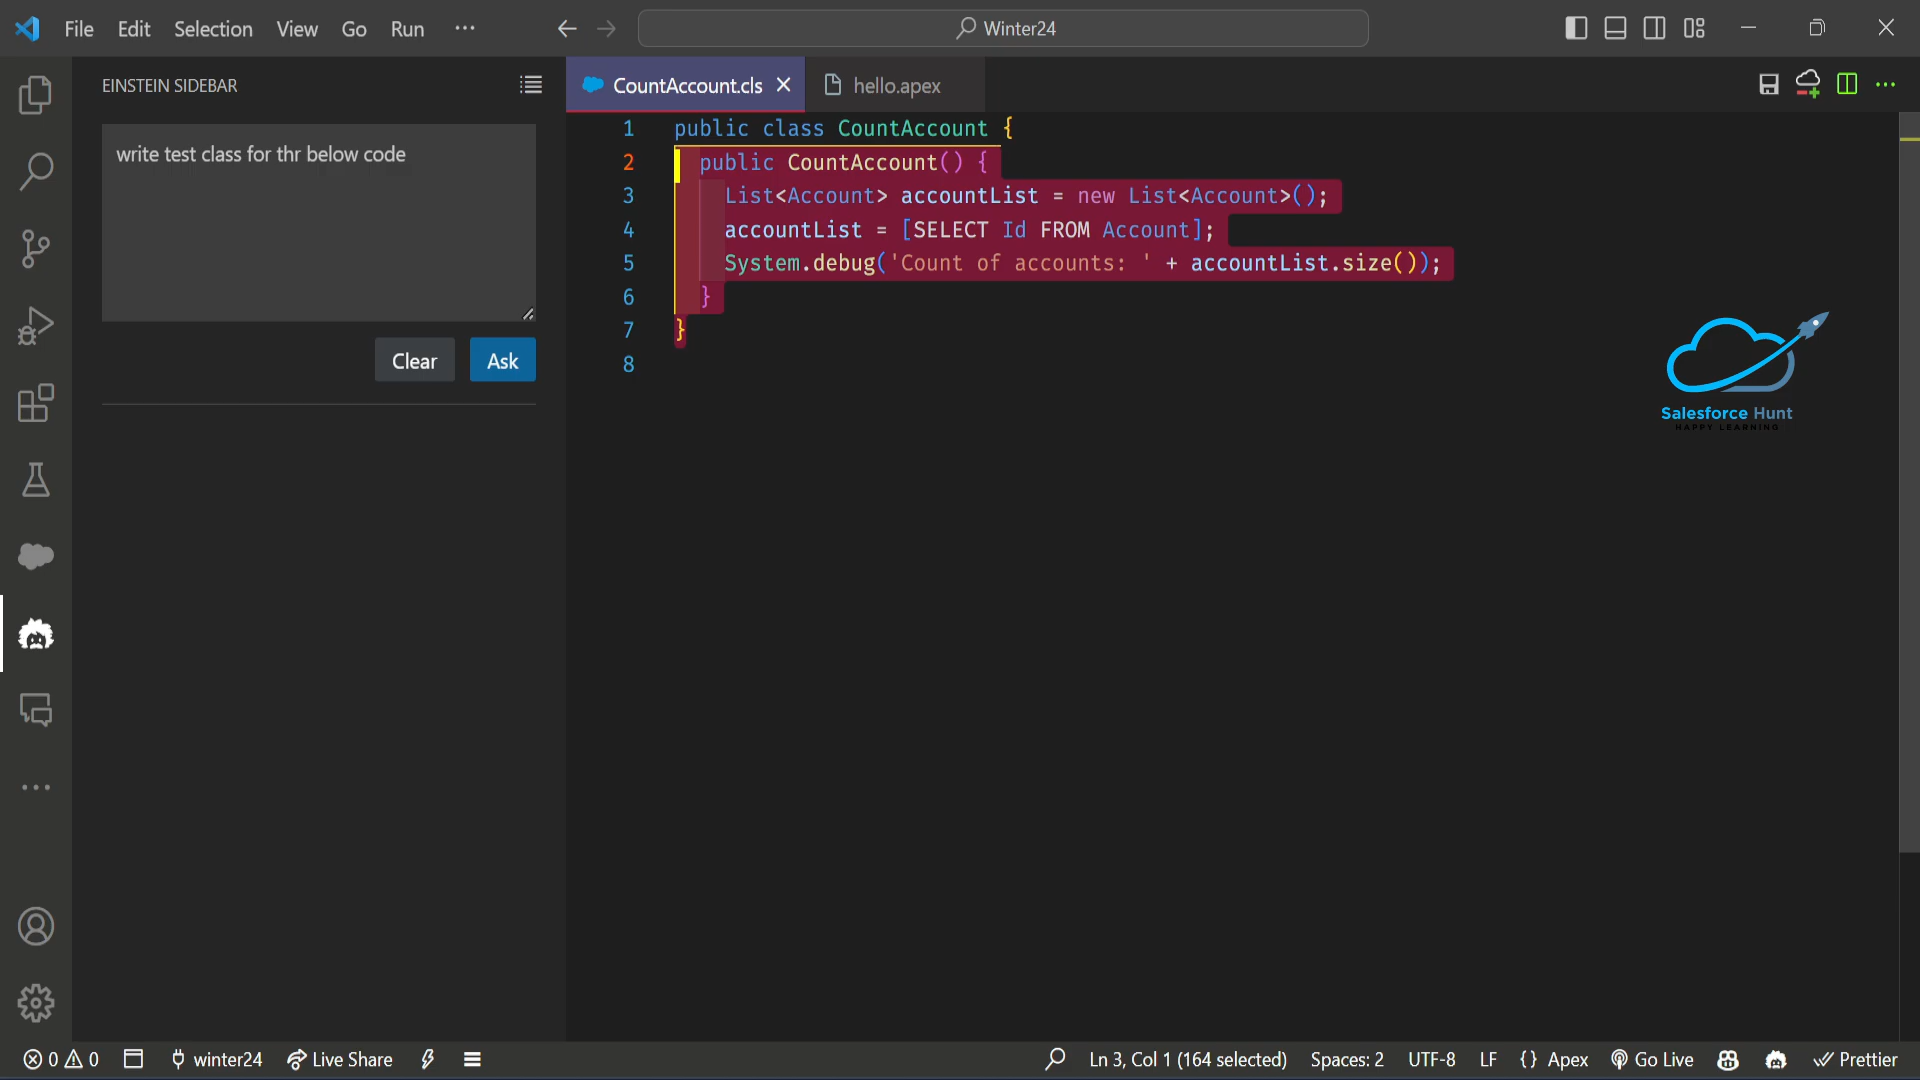 File Edit Selection View Go Run ···
Winter24
EINSTEIN SIDEBAR
write test class for thr below code
Clear Ask
CountAccount.cls
hello.apex
1 public class CountAccount {
2 public CountAccount() {
3 List<Account> accountList = new List<Account>();
4 accountList = [SELECT Id FROM Account];
5 System.debug('Count of accounts: ' + accountList.size());
6 }
7 }
8
Salesforce Hunt
HAPPY LEARNING
0 0 winter24 Live Share Ln 3, Col 1 (164 selected) Spaces: 2 UTF-8 LF {} Apex Go Live Prettier